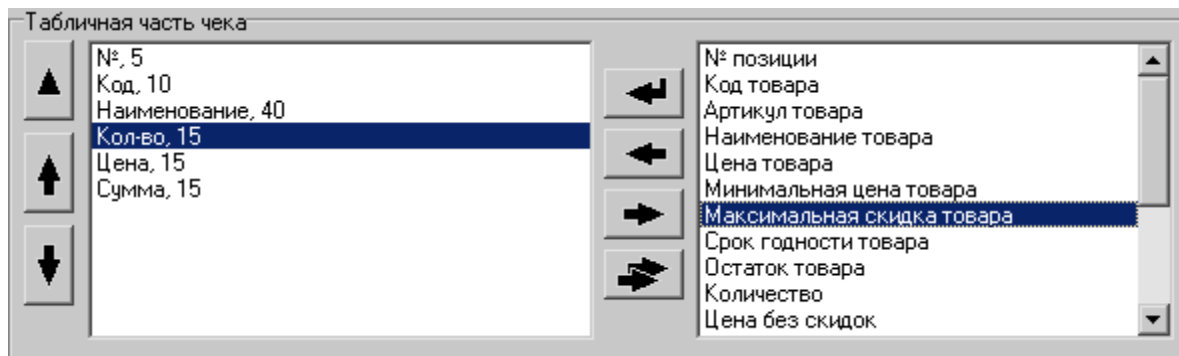 Табличная часть чека
№, 5
Код, 10
Наименование, 40
Кол-во, 15
Цена, 15
Сумма, 15
№ позиции
Код товара
Артикул товара
Наименование товара
Цена товара
Минимальная цена товара
Максимальная скидка товара
Срок годности товара
Остаток товара
Количество
Цена без скидок